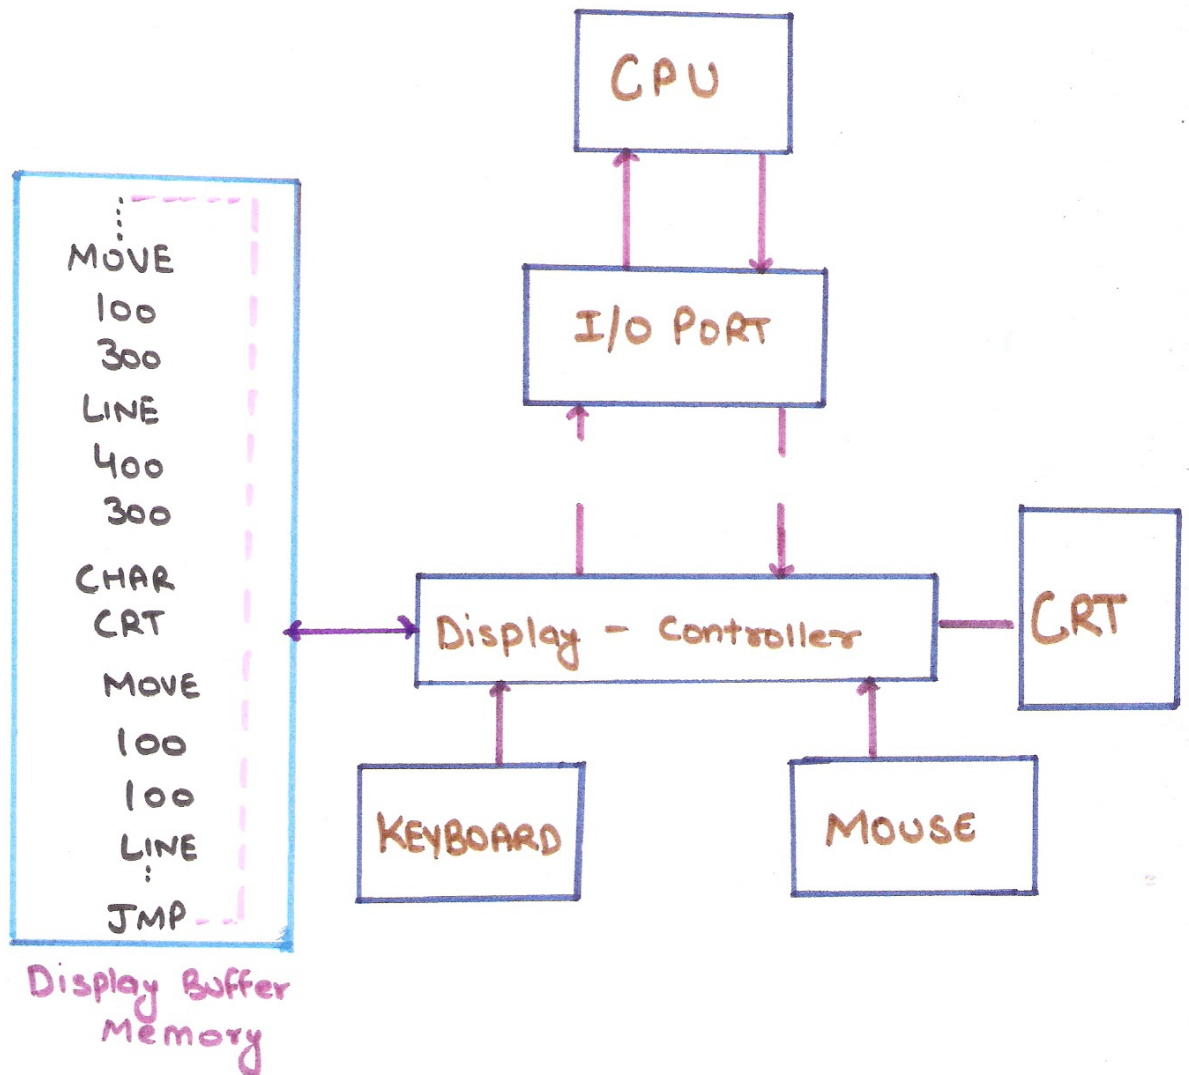 CPU
I/O PORT
MOVE
100
300
LINE
400
300
CHAR
CRT
MOVE
100
100
LINE
JMP
Display Buffer
Memory
Display - Controller
CRT
KEYBOARD
MOUSE